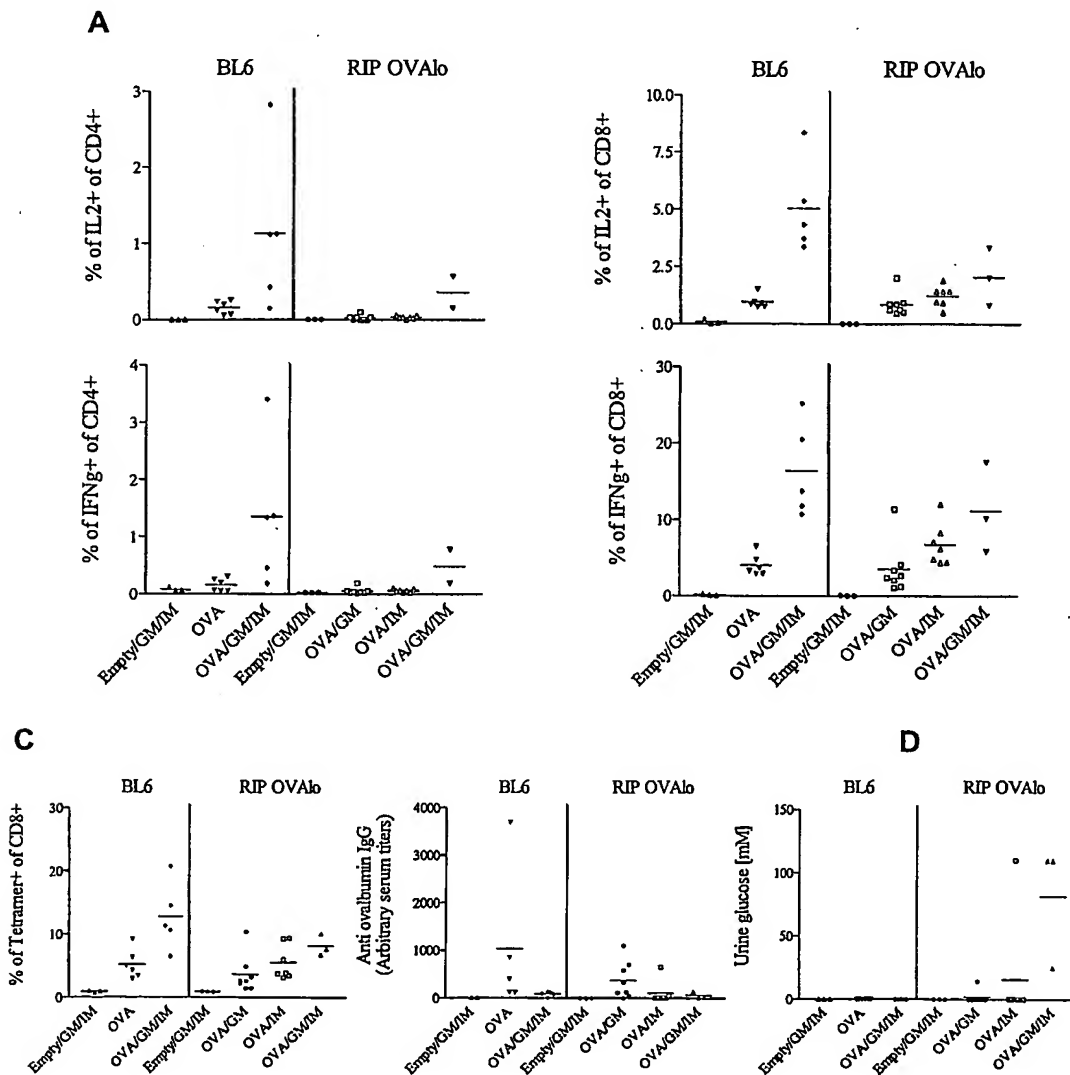 A
BL6
RIP OVAlo
% of IL2+ of CD4+
3
2
1
0
BL6
RIP OVAlo
% of IL2+ of CD8+
10.0
7.5
5.0
2.5
0.0
% of IFNg+ of CD4+
4
3
2
1
0
Empty/GM/IM
OVA
OVA/GM/IM
Empty/GM/IM
OVA/GM
OVA/IM
OVA/GM/IM
% of IFNg+ of CD8+
30
20
10
0
Empty/GM/IM
OVA
OVA/GM/IM
Empty/GM/IM
OVA/GM
OVA/IM
OVA/GM/IM
C
BL6
RIP OVAlo
% of Tetramer+ of CD8+
30
20
10
0
Empty/GM/IM
OVA
OVA/GM/IM
Empty/GM/IM
OVA/GM
OVA/IM
OVA/GM/IM
BL6
RIP OVAlo
Anti ovalbumin IgG
(Arbitrary serum titers)
4000
3000
2000
1000
0
Empty/GM/IM
OVA
OVA/GM/IM
Empty/GM/IM
OVA/GM
OVA/IM
OVA/GM/IM
D
BL6
RIP OVAlo
Urine glucose [mM]
150
100
50
0
Empty/GM/IM
OVA
OVA/GM/IM
Empty/GM/IM
OVA/GM
OVA/IM
OVA/GM/IM